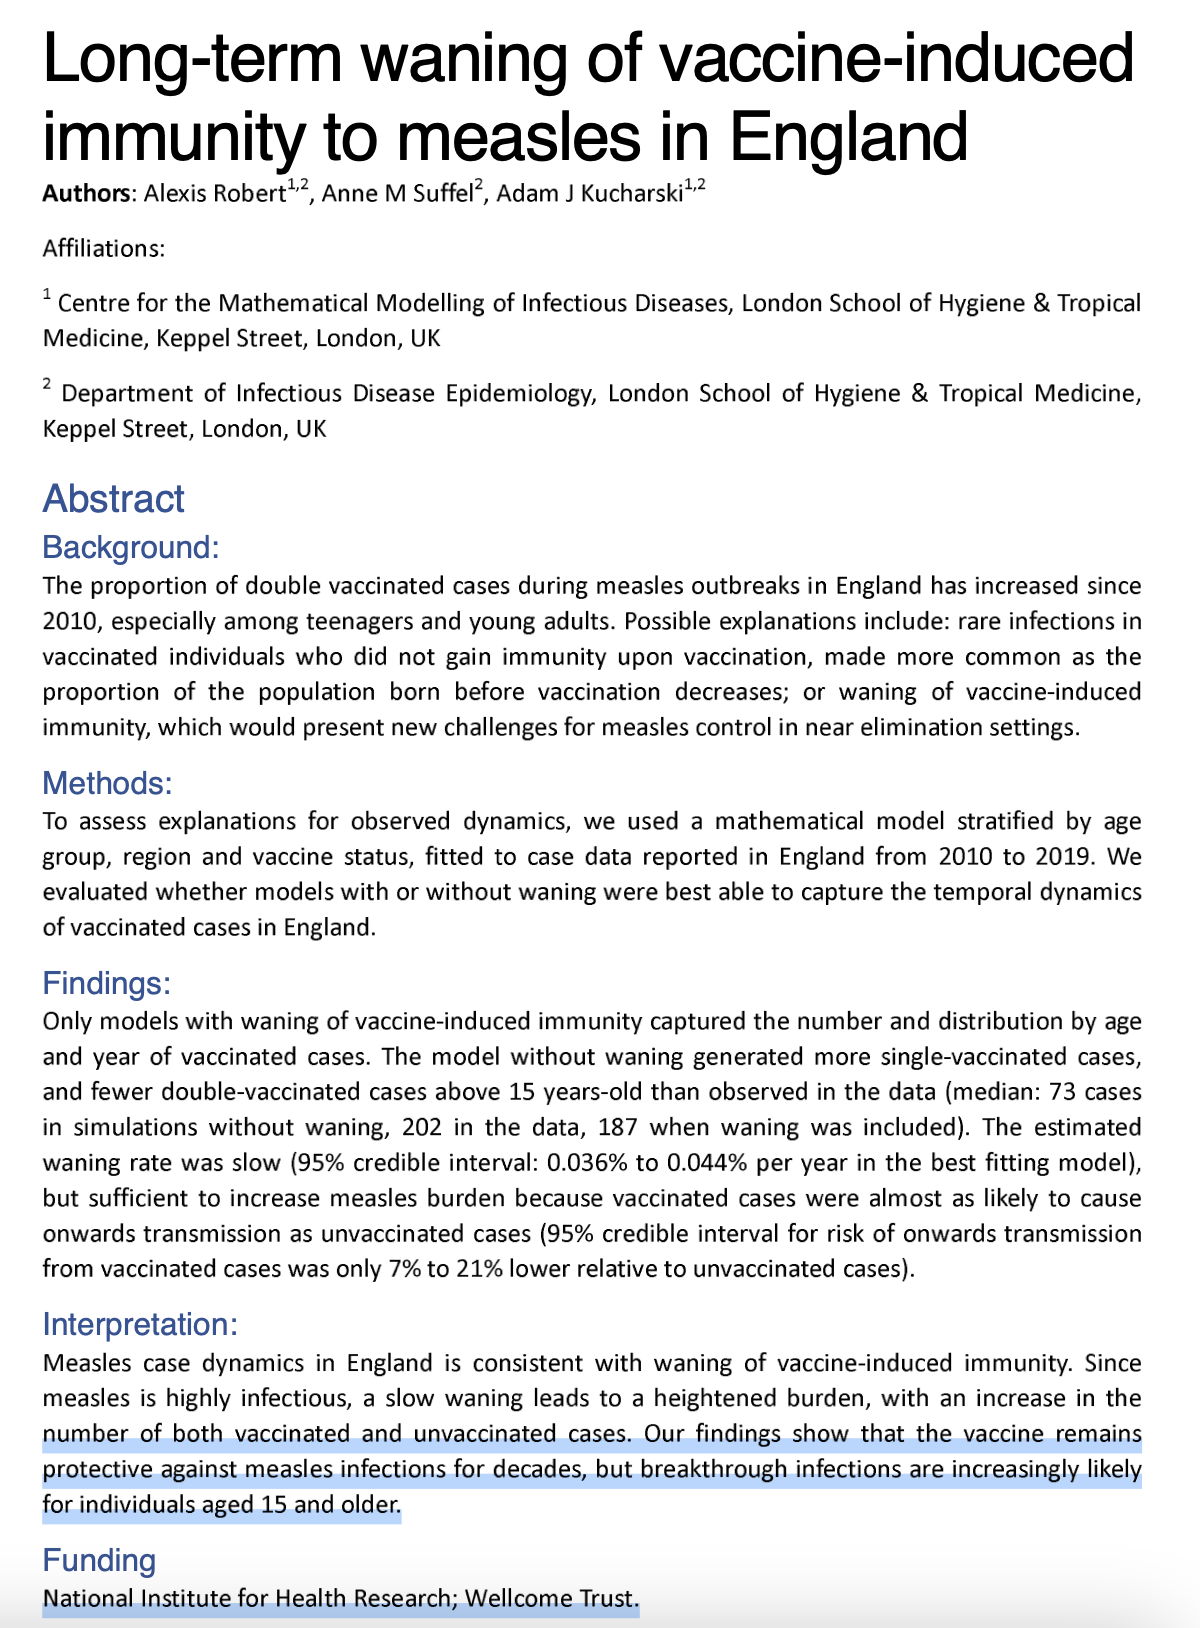 Long-term waning of vaccine-induced
immunity to measles in England
Authors: Alexis Robert1,2, Anne M Suffel2, Adam J Kucharski1,2
Affiliations:
1 Centre for the Mathematical Modelling of Infectious Diseases, London School of Hygiene & Tropical
Medicine, Keppel Street, London, UK
2 Department of Infectious Disease Epidemiology, London School of Hygiene & Tropical Medicine,
Keppel Street, London, UK
Abstract
Background:
The proportion of double vaccinated cases during measles outbreaks in England has increased since
2010, especially among teenagers and young adults. Possible explanations include: rare infections in
vaccinated individuals who did not gain immunity upon vaccination, made more common as the
proportion of the population born before vaccination decreases; or waning of vaccine-induced
immunity, which would present new challenges for measles control in near elimination settings.
Methods:
To assess explanations for observed dynamics, we used a mathematical model stratified by age
group, region and vaccine status, fitted to case data reported in England from 2010 to 2019. We
evaluated whether models with or without waning were best able to capture the temporal dynamics
of vaccinated cases in England.
Findings:
Only models with waning of vaccine-induced immunity captured the number and distribution by age
and year of vaccinated cases. The model without waning generated more single-vaccinated cases,
and fewer double-vaccinated cases above 15 years-old than observed in the data (median: 73 cases
in simulations without waning, 202 in the data, 187 when waning was included). The estimated
waning rate was slow (95% credible interval: 0.036% to 0.044% per year in the best fitting model),
but sufficient to increase measles burden because vaccinated cases were almost as likely to cause
onwards transmission as unvaccinated cases (95% credible interval for risk of onwards transmission
from vaccinated cases was only 7% to 21% lower relative to unvaccinated cases).
Interpretation:
Measles case dynamics in England is consistent with waning of vaccine-induced immunity. Since
measles is highly infectious, a slow waning leads to a heightened burden, with an increase in the
number of both vaccinated and unvaccinated cases. Our findings show that the vaccine remains
protective against measles infections for decades, but breakthrough infections are increasingly likely
for individuals aged 15 and older.
Funding
National Institute for Health Research; Wellcome Trust.